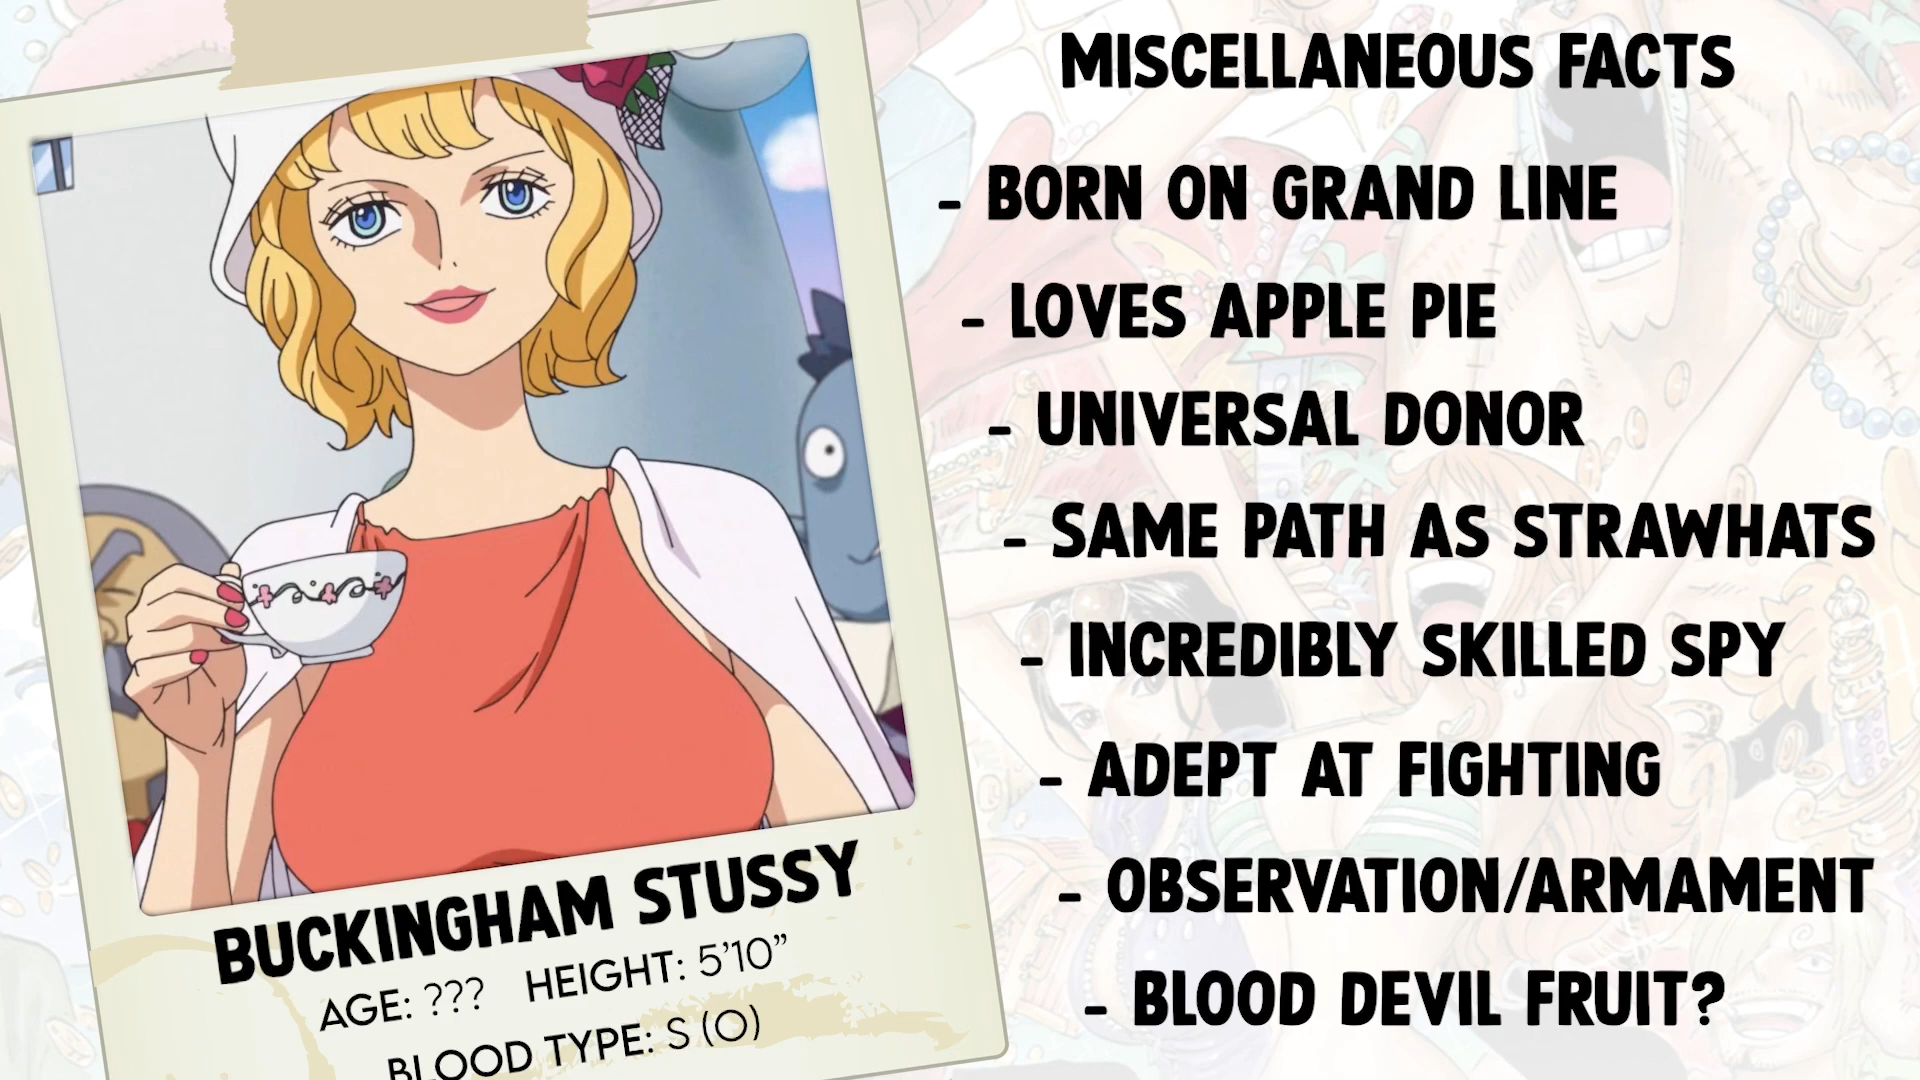 BUCKINGHAM STUSSY
AGE: ??? HEIGHT: 5'10"
BLOOD TYPE: S (O)
MISCELLANEOUS FACTS
- BORN ON GRAND LINE
- LOVES APPLE PIE
- UNIVERSAL DONOR
- SAME PATH AS STRAWHATS
- INCREDIBLY SKILLED SPY
- ADEPT AT FIGHTING
- OBSERVATION/ARMAMENT
- BLOOD DEVIL FRUIT?